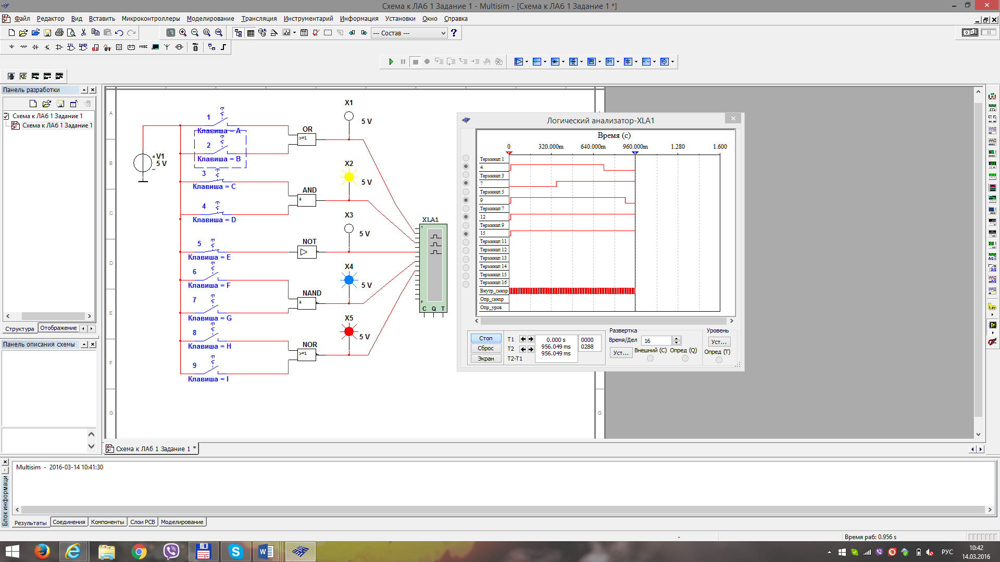 Схема к ЛАб 1 Задание 1 - Multisim - [Схема к ЛАб 1 Задание 1 *]
Файл Редактор Вид Вставить Микроконтроллеры Моделирование Трансляция Инструментарий Информация Установки Окно Справка
--- Состав ---
Панель разработки
Схема к ЛАб 1 Задание 1
Схема к ЛАб 1 Задание 1
Структура Отображение
Панель описания схемы
A
B
C
D
E
F
G
G
V1
5 V
1
Клавиша = A
2
Клавиша = B
3
Клавиша = C
4
Клавиша = D
5
Клавиша = E
6
Клавиша = F
7
Клавиша = G
8
Клавиша = H
9
Клавиша = I
OR
>=1
AND
&
NOT
NAND
&
NOR
>=1
X1
5 V
X2
5 V
X3
5 V
X4
5 V
X5
5 V
XLA1
1
F
C Q T
Логический анализатор-XLA1
Время (с)
0 320.000m 640.000m 960.000m 1.280 1.600
Терминал 1
4
Терминал 3
7
Терминал 5
9
Терминал 7
12
Терминал 9
15
Терминал 11
Терминал 12
Терминал 13
Терминал 14
Терминал 15
Терминал 16
Внутр_синхр
Опр_синхр
Опр_уров
Стоп
Сброс
Экран
T1
T2
T2-T1
0.000 s
956.049 ms
956.049 ms
0000
0288
Развертка
Время/Дел 16
Уст...
Внешний (C) Опред (Q)
Уровень
Уст...
Опред (T)
Схема к ЛАб 1 Задание 1 *
Multisim - 2016-03-14 10:41:30
Блок информаци
Результаты Соединения Компоненты Слои PCB Моделирование
-
Время раб: 0.956 s
РУС
10:42
14.03.2016